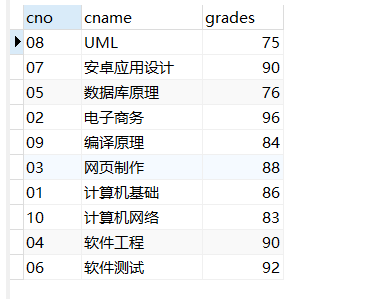 cno cname grades
08 UML 75
07 安卓应用设计 90
05 数据库原理 76
02 电子商务 96
09 编译原理 84
03 网页制作 88
01 计算机基础 86
10 计算机网络 83
04 软件工程 90
06 软件测试 92